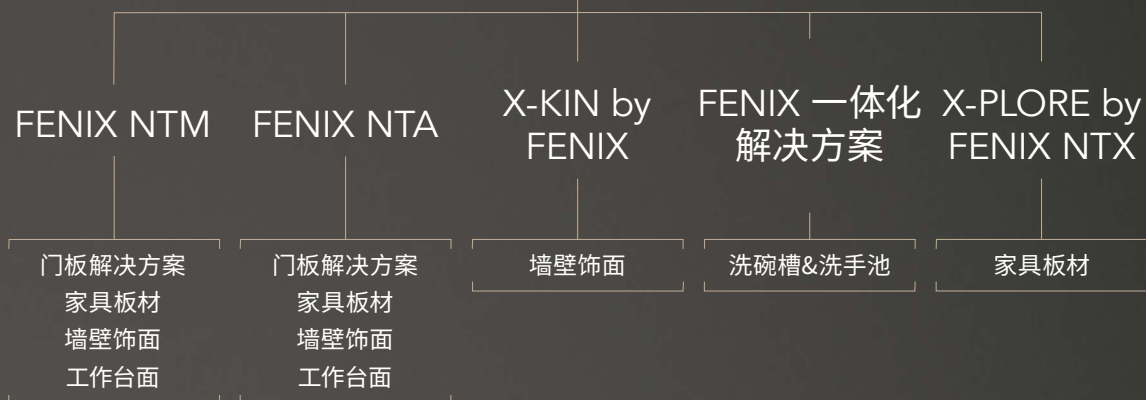 FENIX NTM
FENIX NTA
X-KIN by
FENIX
FENIX 一体化
解决方案
X-PLORE by
FENIX NTX
门板解决方案
家具板材
墙壁饰面
工作台面
门板解决方案
家具板材
墙壁饰面
工作台面
墙壁饰面
洗碗槽&洗手池
家具板材